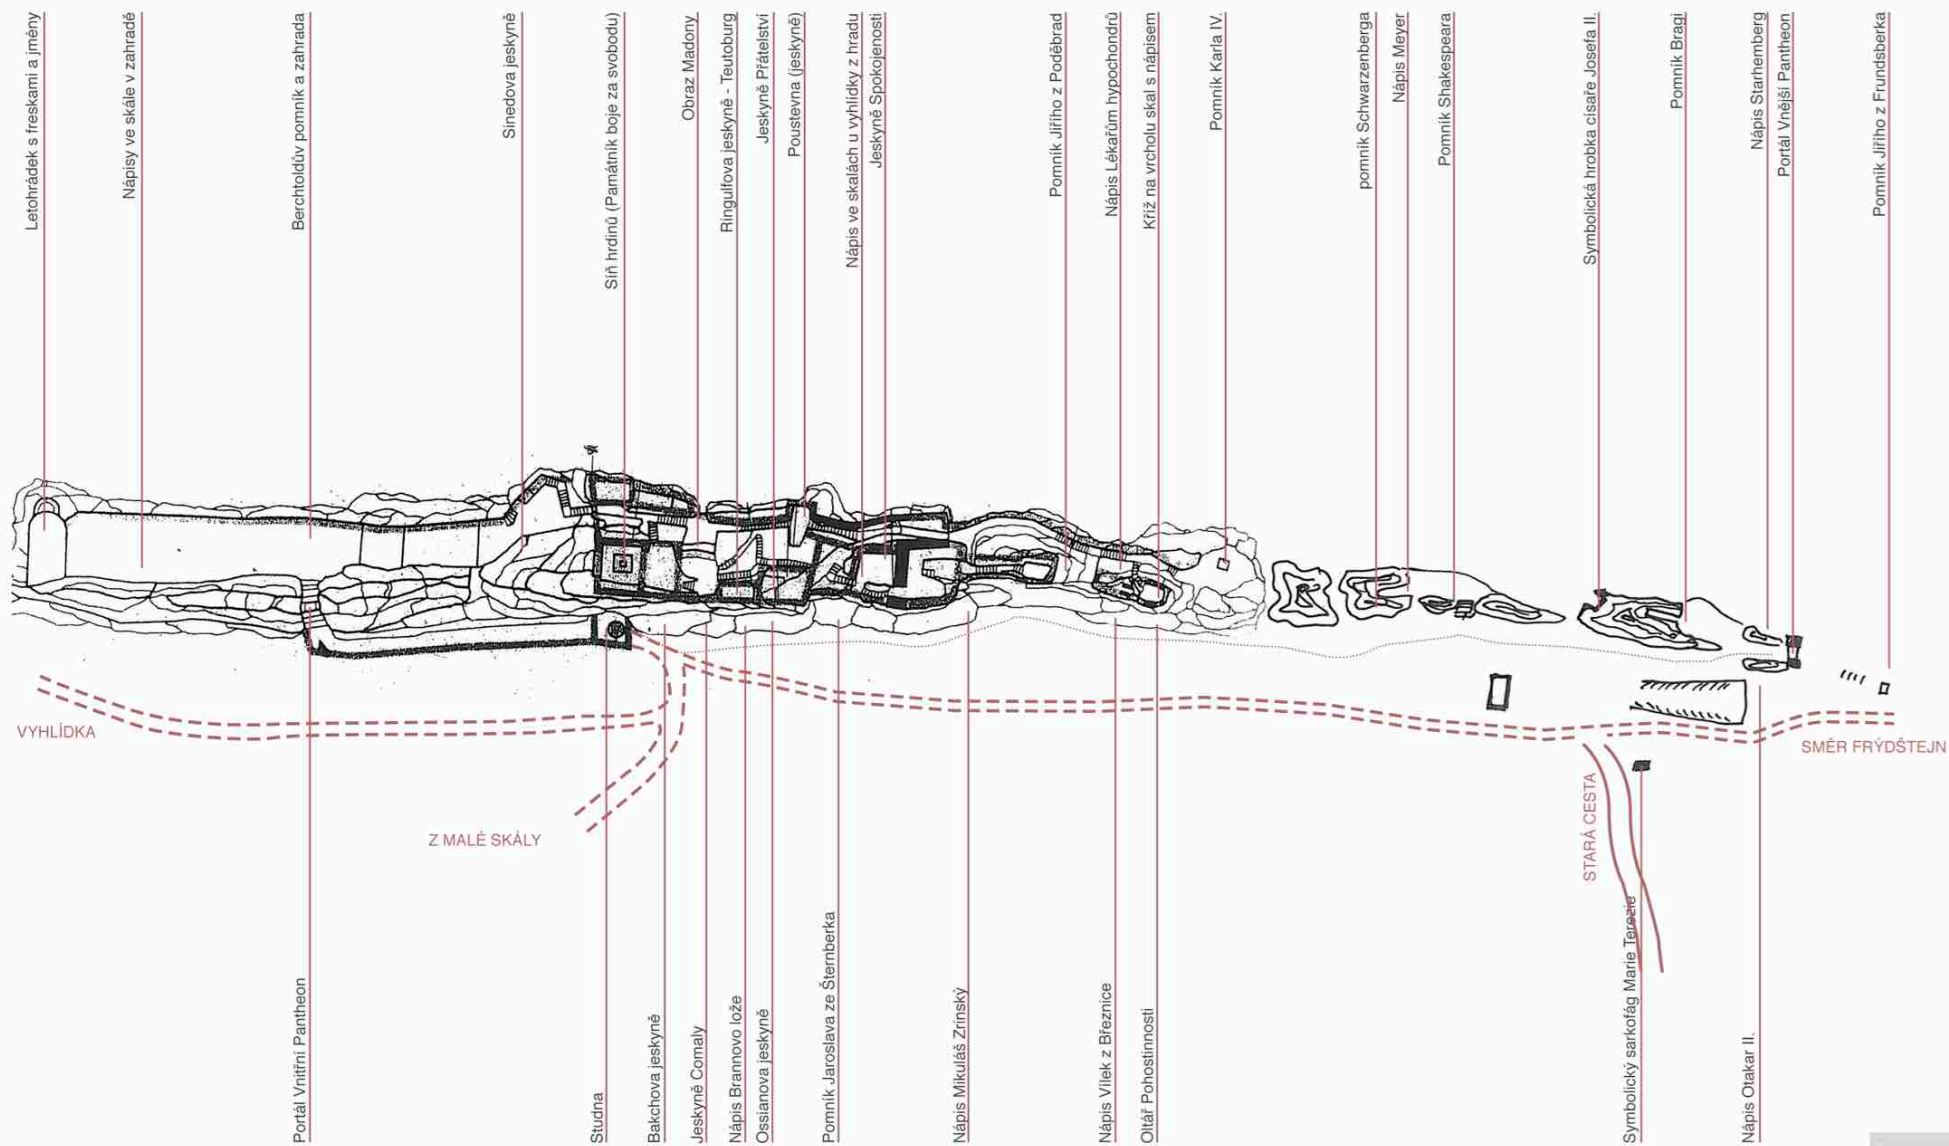 Letohrádek s freskami a jmény
Nápisy ve skále v zahradě
Berchtoldův pomník a zahrada
Sinedova jeskyně
Síň hrdinů (Památník boje za svobodu)
Obraz Madony
Ringulfova jeskyně - Teutoburg
Jeskyně Přátelství
Poustevna (jeskyně)
Nápis ve skalách u vyhlídky z hradu
Jeskyně Spokojenosti
Pomník Jiřího z Poděbrad
Nápis Lékařům hypochondrů
Kříž na vrcholu skal s nápisem
Pomník Karla IV.
pomník Schwarzenberga
Nápis Meyer
Pomník Shakespeara
Symbolická hrobka císaře Josefa II.
Pomník Bragi
Nápis Starhemberg
Portál Vnější Pantheon
Pomník Jiřího z Frundsberka
VYHLÍDKA
Z MALÉ SKÁLY
STARÁ CESTA
SMĚR FRÝDŠTEJN
Portál Vnitřní Pantheon
Studna
Bakchova jeskyně
Jeskyně Comaly
Nápis Brannovo lože
Ossianova jeskyně
Pomník Jaroslava ze Šternberka
Nápis Mikuláš Zrinský
Nápis Vilek z Březnice
Oltář Pohostinnosti
Symbolický sarkofág Marie Terezie
Nápis Otakar II.